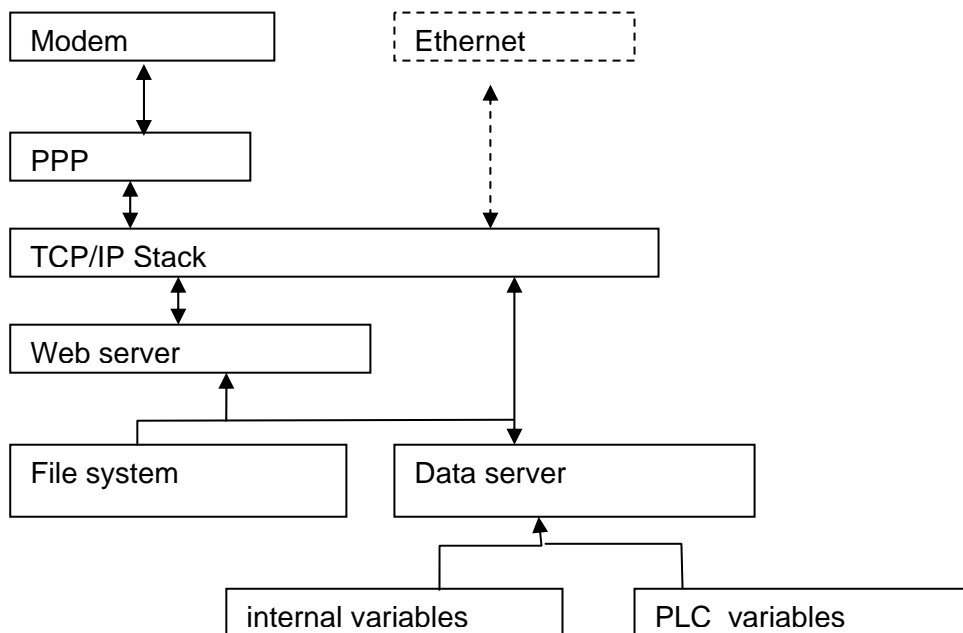 Modem
Ethernet
PPP
TCP/IP Stack
Web server
File system
Data server
internal variables
PLC  variables